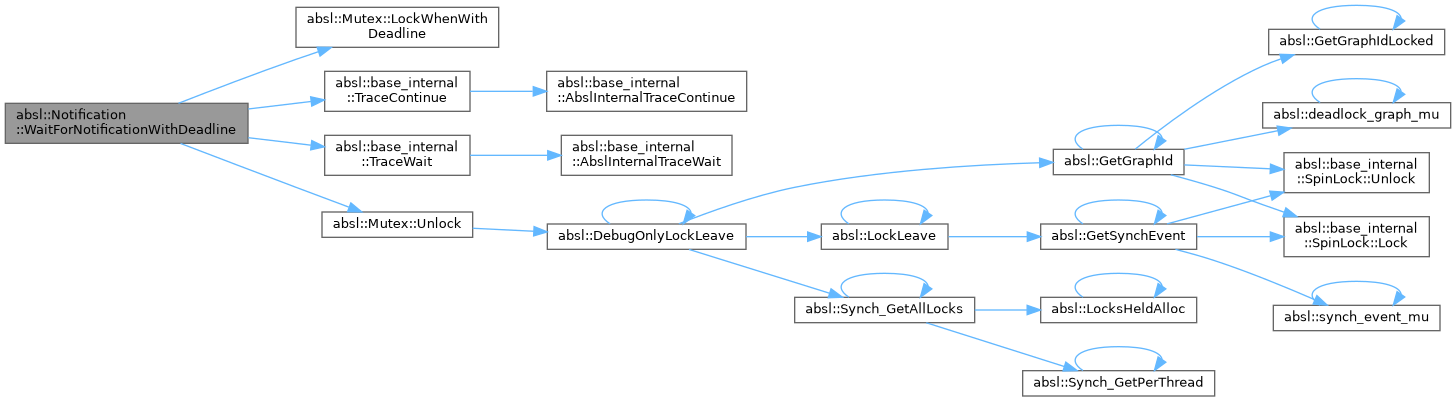 absl::Notification
::WaitForNotificationWithDeadline
absl::Mutex::LockWhenWith
Deadline
absl::base_internal
::TraceContinue
absl::base_internal
::AbslInternalTraceContinue
absl::base_internal
::TraceWait
absl::base_internal
::AbslInternalTraceWait
absl::Mutex::Unlock
absl::DebugOnlyLockLeave
absl::GetGraphId
absl::LockLeave
absl::Synch_GetAllLocks
absl::GetGraphIdLocked
absl::deadlock_graph_mu
absl::base_internal
::SpinLock::Unlock
absl::base_internal
::SpinLock::Lock
absl::GetSynchEvent
absl::synch_event_mu
absl::LocksHeldAlloc
absl::Synch_GetPerThread